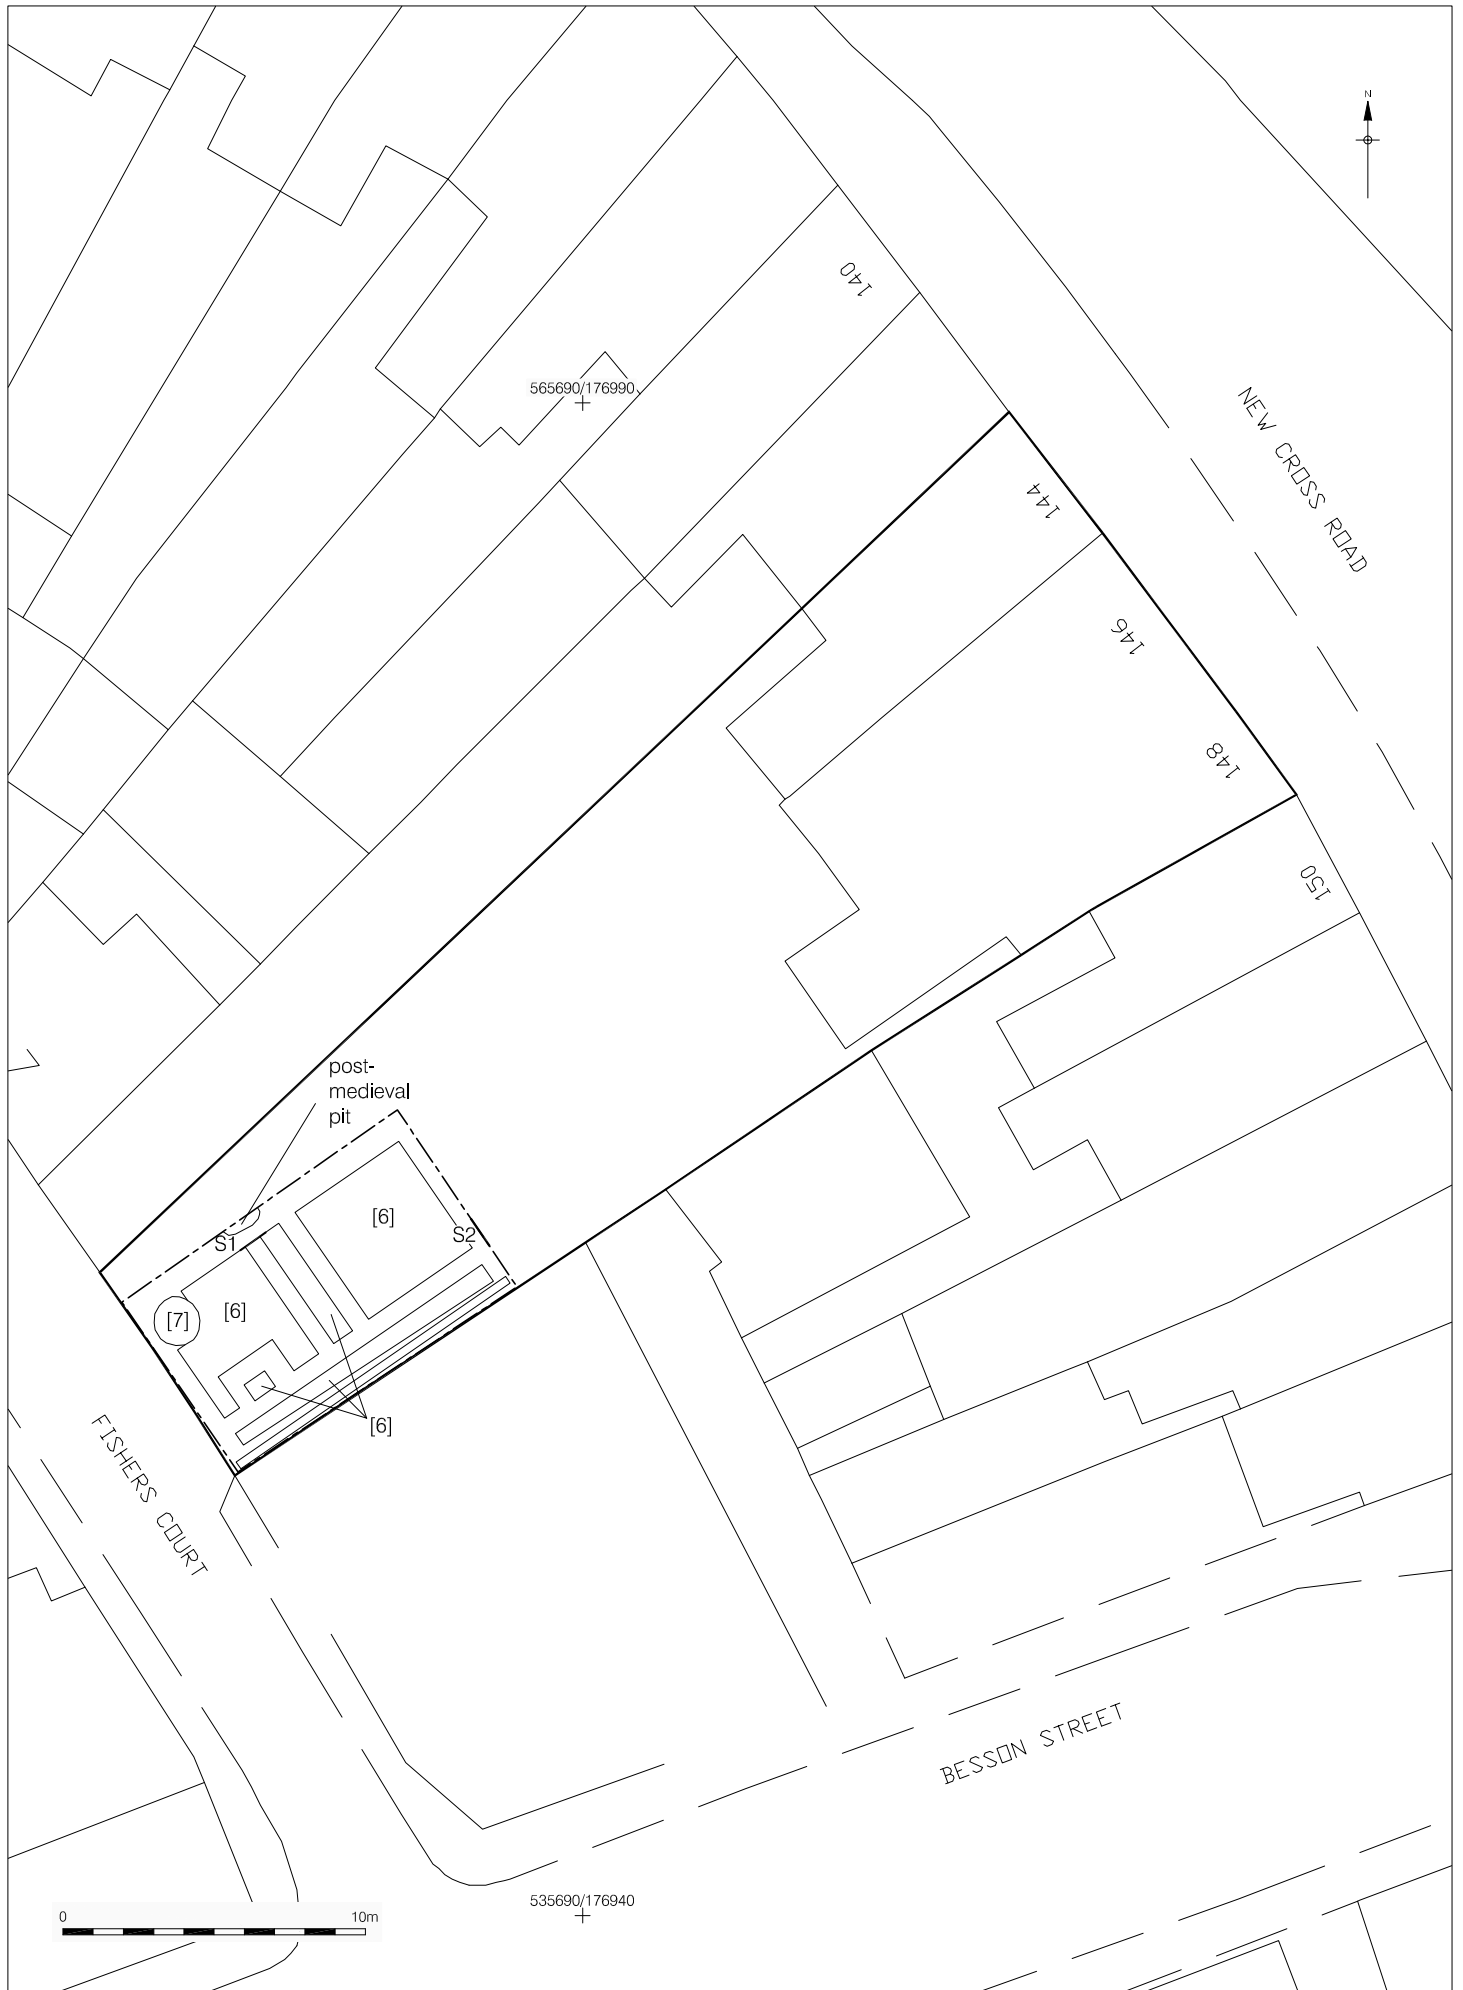 N
140
565690/176990
NEW CROSS ROAD
144
146
148
150
post-
medieval
pit
[6]
S1
S2
[7]
[6]
[6]
FISHERS COURT
BESSON STREET
535690/176940
0
10m